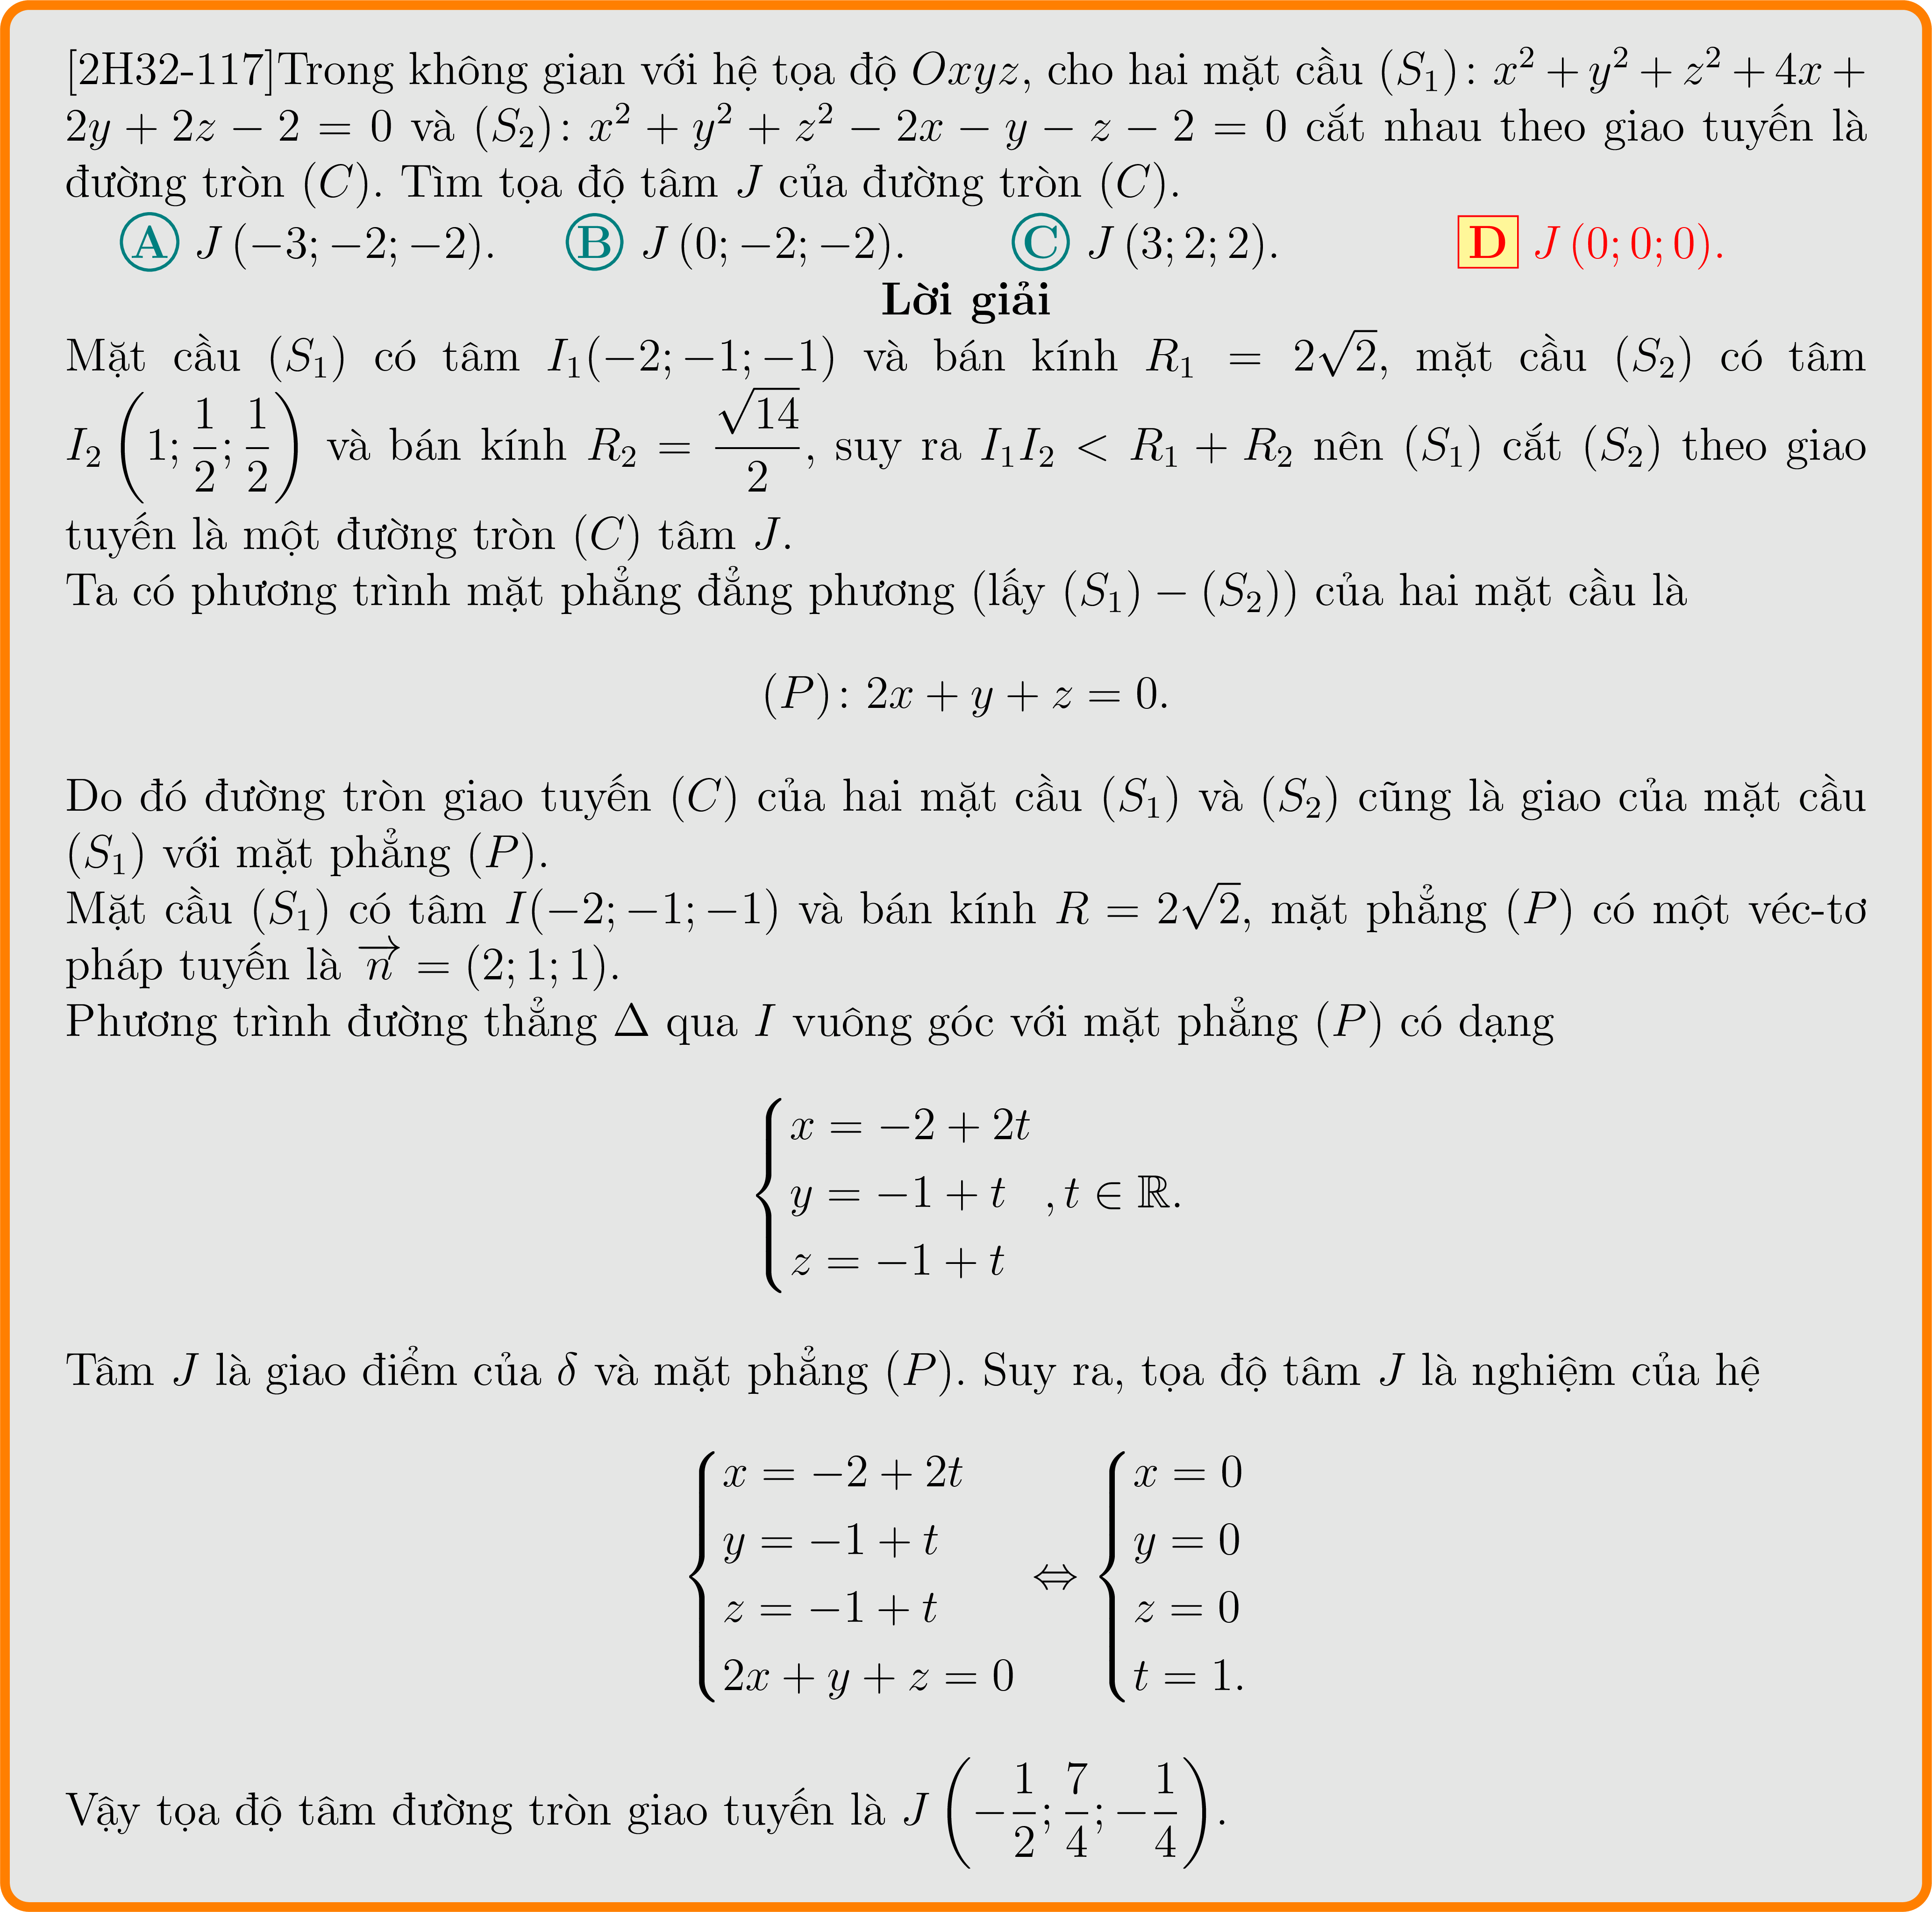 [2H32-117]Trong không gian với hệ tọa độ $Oxyz$, cho hai mặt cầu $(S_1)\colon x^2 + y^2 + z^2 + 4x +$
$2y + 2z - 2 = 0$ và $(S_2)\colon x^2 + y^2 + z^2 - 2x - y - z - 2 = 0$ cắt nhau theo giao tuyến là
đường tròn $(C)$. Tìm tọa độ tâm $J$ của đường tròn $(C)$.
A $J(-3; -2; -2)$. B $J(0; -2; -2)$. C $J(3; 2; 2)$. D $J(0; 0; 0)$.
Lời giải
Mặt cầu $(S_1)$ có tâm $I_1(-2; -1; -1)$ và bán kính $R_1 = 2\sqrt{2}$, mặt cầu $(S_2)$ có tâm
$I_2\left(1; \dfrac{1}{2}; \dfrac{1}{2}\right)$ và bán kính $R_2 = \dfrac{\sqrt{14}}{2}$, suy ra $I_1I_2 < R_1 + R_2$ nên $(S_1)$ cắt $(S_2)$ theo giao
tuyến là một đường tròn $(C)$ tâm $J$.
Ta có phương trình mặt phẳng đẳng phương (lấy $(S_1) - (S_2)$) của hai mặt cầu là
$(P)\colon 2x + y + z = 0.$
Do đó đường tròn giao tuyến $(C)$ của hai mặt cầu $(S_1)$ và $(S_2)$ cũng là giao của mặt cầu
$(S_1)$ với mặt phẳng $(P)$.
Mặt cầu $(S_1)$ có tâm $I(-2; -1; -1)$ và bán kính $R = 2\sqrt{2}$, mặt phẳng $(P)$ có một véc-tơ
pháp tuyến là $\overrightarrow{n} = (2; 1; 1)$.
Phương trình đường thẳng $\Delta$ qua $I$ vuông góc với mặt phẳng $(P)$ có dạng
$\begin{cases} x = -2 + 2t \\ y = -1 + t \\ z = -1 + t \end{cases}, t \in \mathbb{R}.$
Tâm $J$ là giao điểm của $\delta$ và mặt phẳng $(P)$. Suy ra, tọa độ tâm $J$ là nghiệm của hệ
$\begin{cases} x = -2 + 2t \\ y = -1 + t \\ z = -1 + t \\ 2x + y + z = 0 \end{cases} \Leftrightarrow \begin{cases} x = 0 \\ y = 0 \\ z = 0 \\ t = 1. \end{cases}$
Vậy tọa độ tâm đường tròn giao tuyến là $J\left(-\dfrac{1}{2}; \dfrac{7}{4}; -\dfrac{1}{4}\right)$.